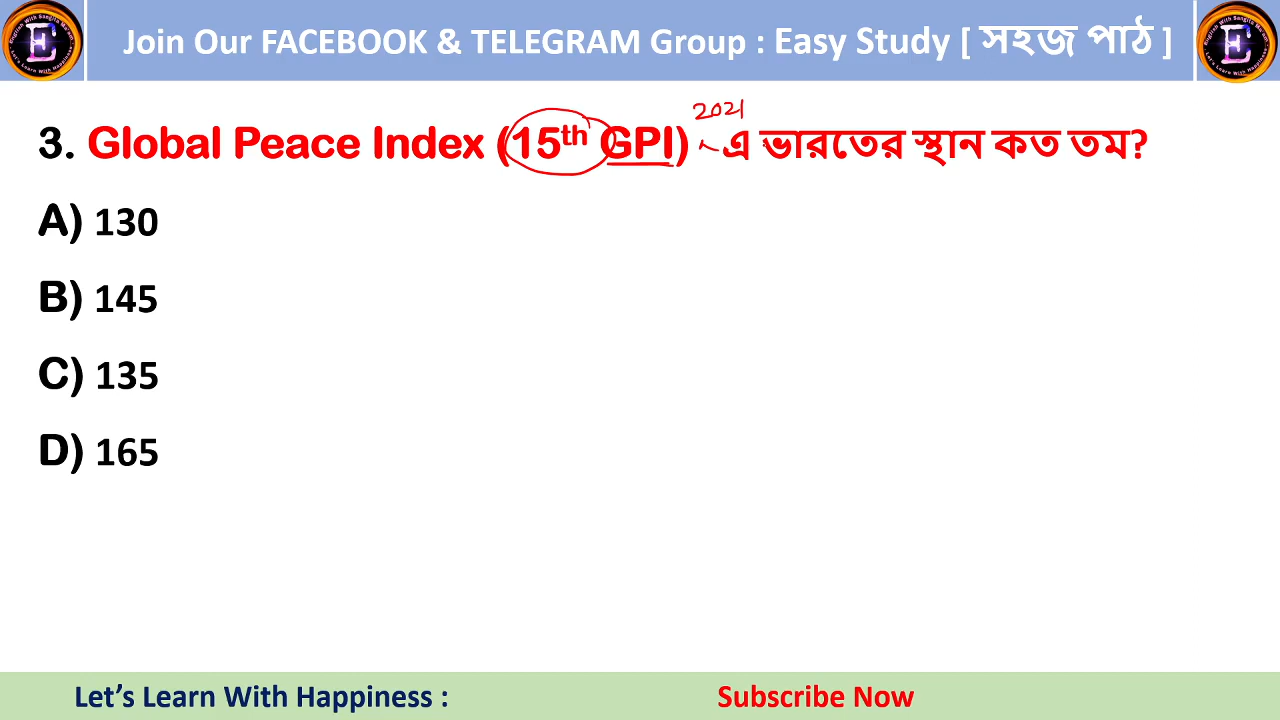 Join Our FACEBOOK & TELEGRAM Group : Easy Study [ সহজ পাঠ ]
2021
3. Global Peace Index (15th GPI) এ ভারতের স্থান কত তম?
A) 130
B) 145
C) 135
D) 165
Let's Learn With Happiness : Subscribe Now